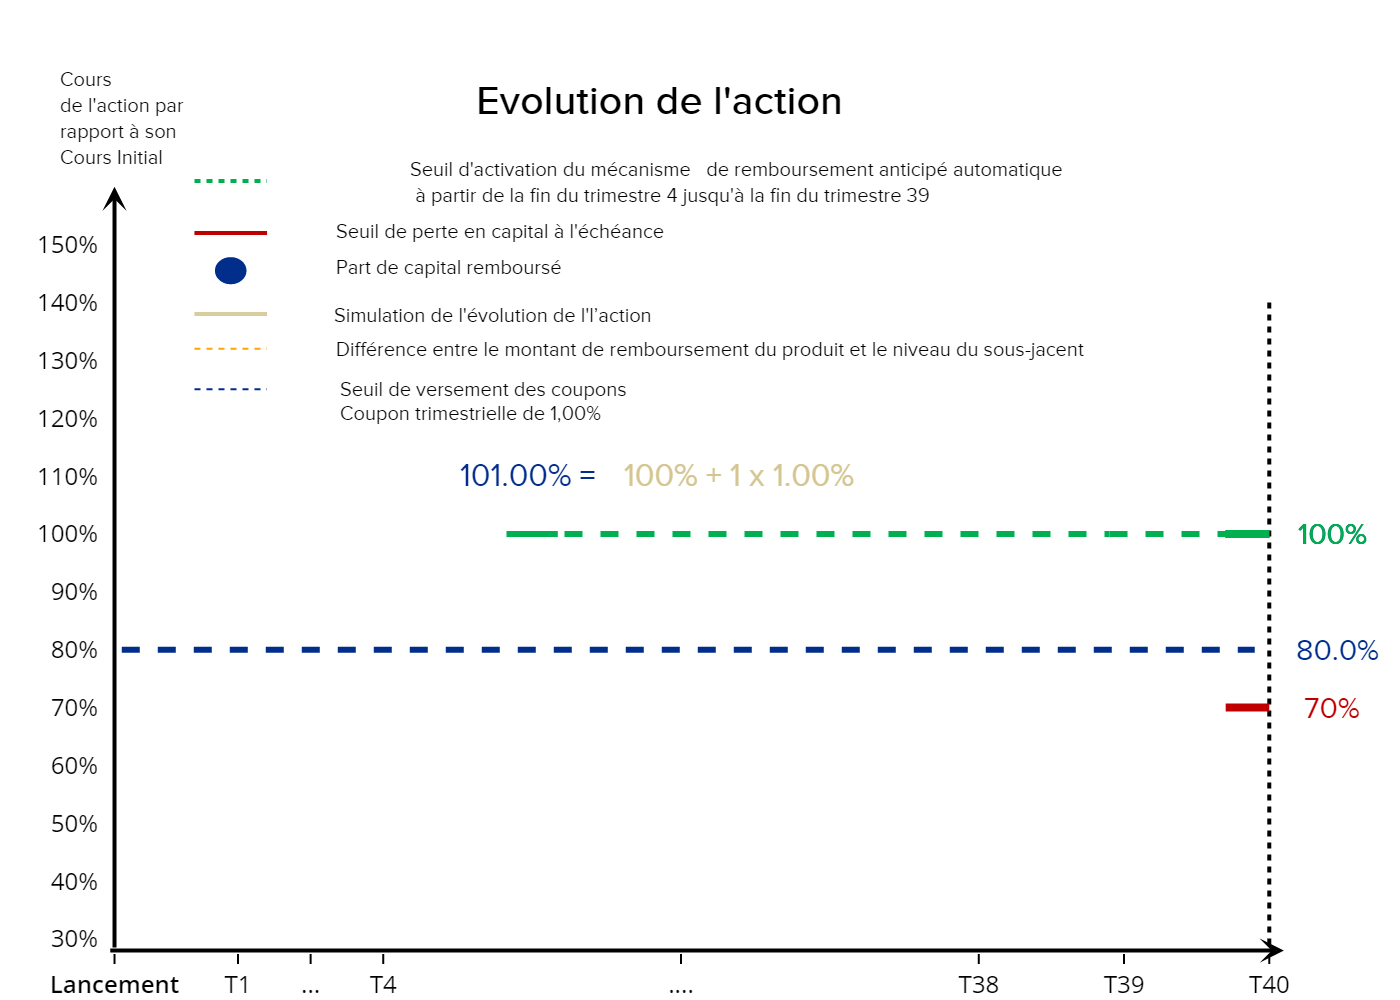 Cours
de l'action par
rapport à son
Cours Initial
Evolution de l'action
Seuil d'activation du mécanisme de remboursement anticipé automatique
à partir de la fin du trimestre 4 jusqu'à la fin du trimestre 39
Seuil de perte en capital à l'échéance
Part de capital remboursé
Simulation de l'évolution de l'l’action
Différence entre le montant de remboursement du produit et le niveau du sous-jacent
Seuil de versement des coupons
Coupon trimestrielle de 1,00%
150%
140%
130%
120%
110%
101.00% = 100% + 1 x 1.00%
100%
100%
90%
80%
80.0%
70%
70%
60%
50%
40%
30%
Lancement T1 ... T4 .... T38 T39 T40